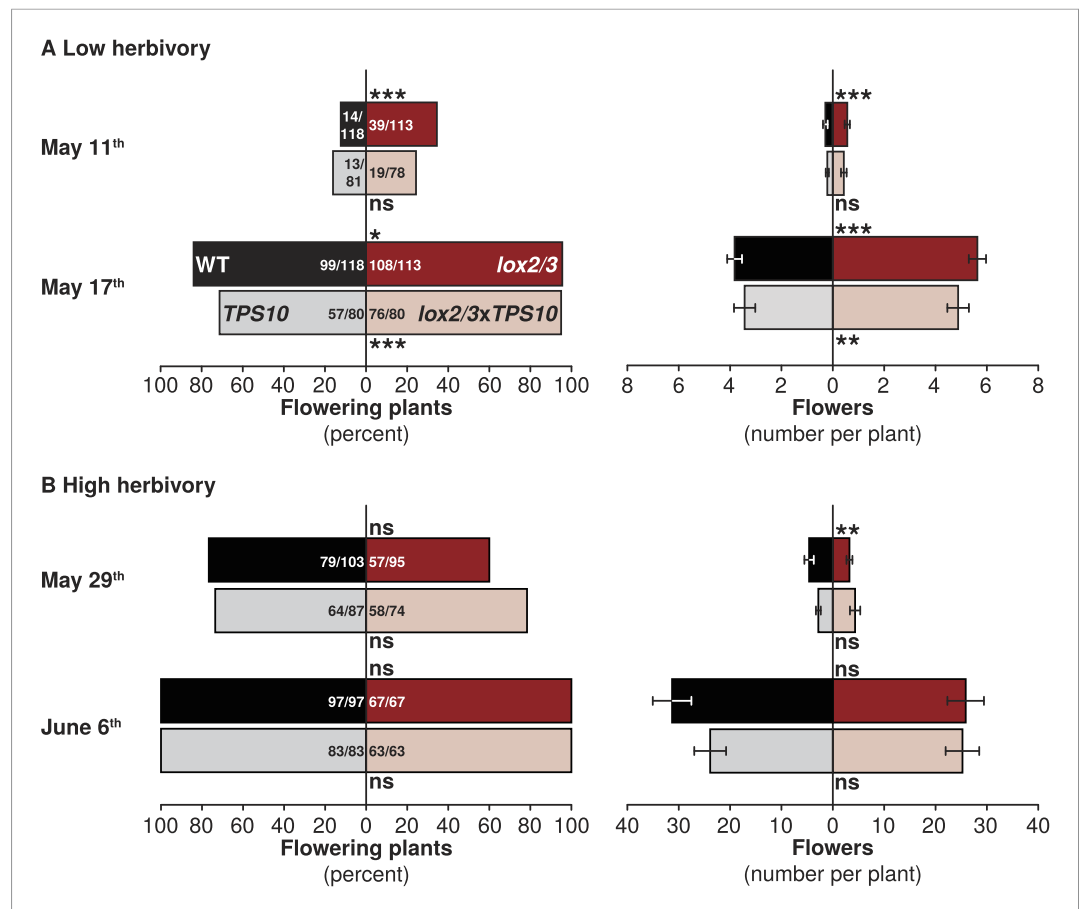 A Low herbivory
May 11th
***
***
14/
118
39/113
13/
81
19/78
ns
ns
May 17th
*
***
WT
99/118
108/113
lox2/3
TPS10
57/80
76/80
lox2/3xTPS10
***
**
100 80 60 40 20 0 20 40 60 80 100
8 6 4 2 0 2 4 6 8
Flowering plants
(percent)
Flowers
(number per plant)
B High herbivory
May 29th
ns
**
79/103
57/95
64/87
58/74
ns
ns
June 6th
ns
ns
97/97
67/67
83/83
63/63
ns
ns
100 80 60 40 20 0 20 40 60 80 100
40 30 20 10 0 10 20 30 40
Flowering plants
(percent)
Flowers
(number per plant)